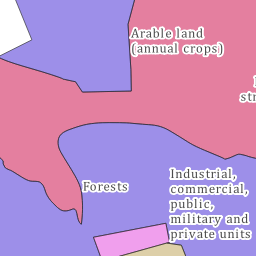 Arable land
(annual crops)
Forests
Industrial,
commercial,
public,
military and
private units